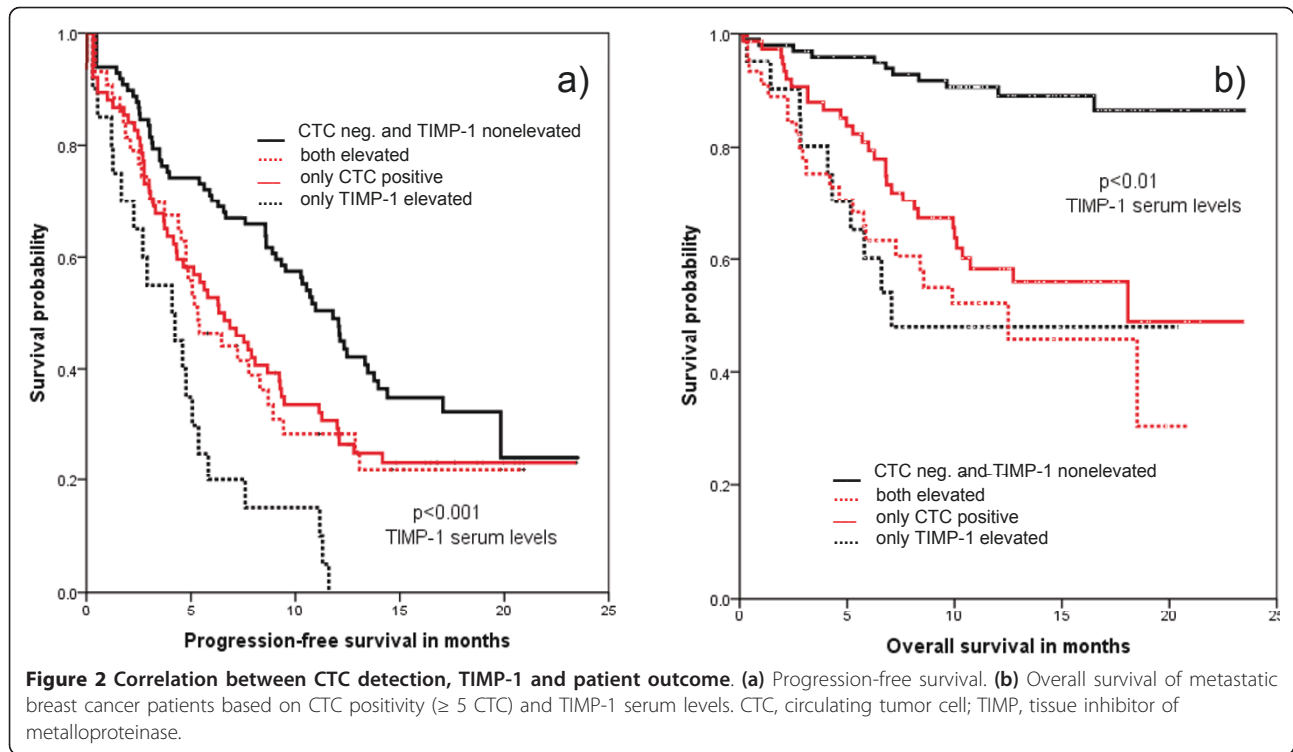 a)
CTC neg. and TIMP-1 nonelevated
both elevated
only CTC positive
only TIMP-1 elevated
p<0.001
TIMP-1 serum levels
Survival probability
1.0
0.8
0.6
0.4
0.2
0.0
0 5 10 15 20 25
Progression-free survival in months
b)
p<0.01
TIMP-1 serum levels
CTC neg. and TIMP-1 nonelevated
both elevated
only CTC positive
only TIMP-1 elevated
Survival probability
1.0
0.8
0.6
0.4
0.2
0.0
0 5 10 15 20 25
Overall survival in months
Figure 2 Correlation between CTC detection, TIMP-1 and patient outcome. (a) Progression-free survival. (b) Overall survival of metastatic
breast cancer patients based on CTC positivity (≥ 5 CTC) and TIMP-1 serum levels. CTC, circulating tumor cell; TIMP, tissue inhibitor of
metalloproteinase.